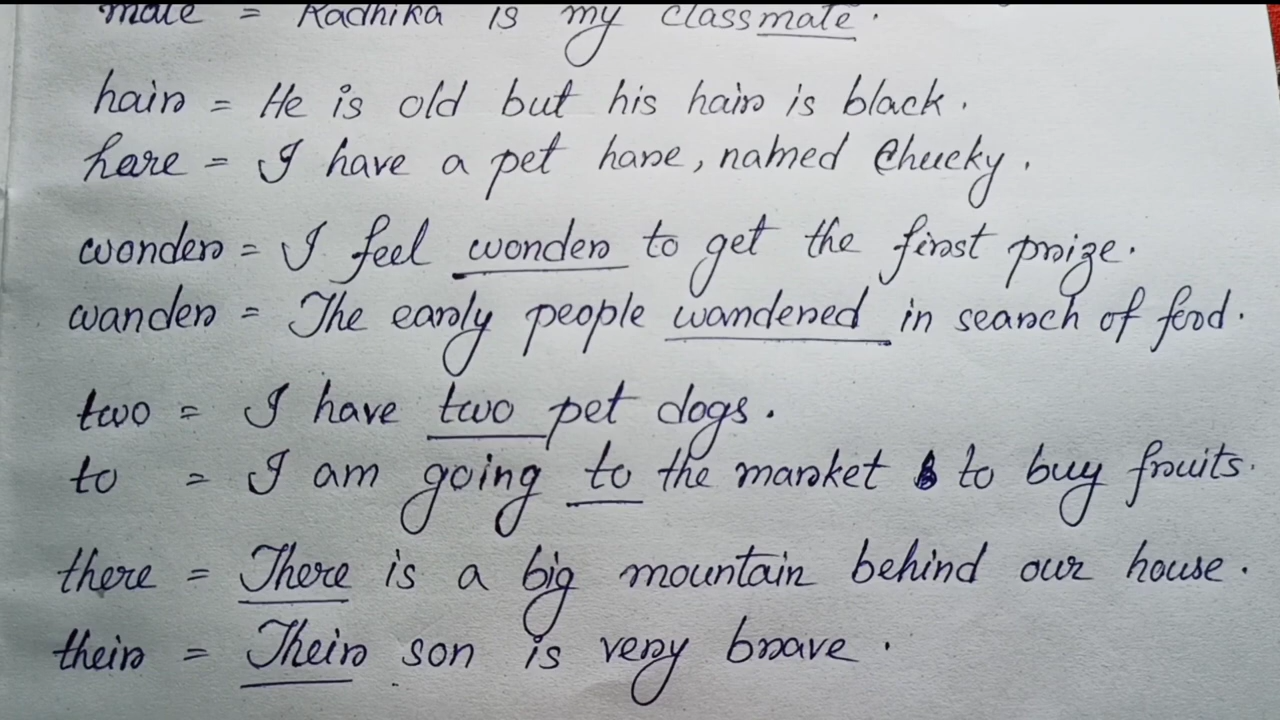 mate = Radhika is my classmate.
hair = He is old but his hair is black.
hare = I have a pet hare, named Chucky.
wonder = I feel wonder to get the first prize.
wander = The early people wandered in search of food.
two = I have two pet dogs.
to = I am going to the market to buy fruits.
there = There is a big mountain behind our house.
their = Their son is very brave.